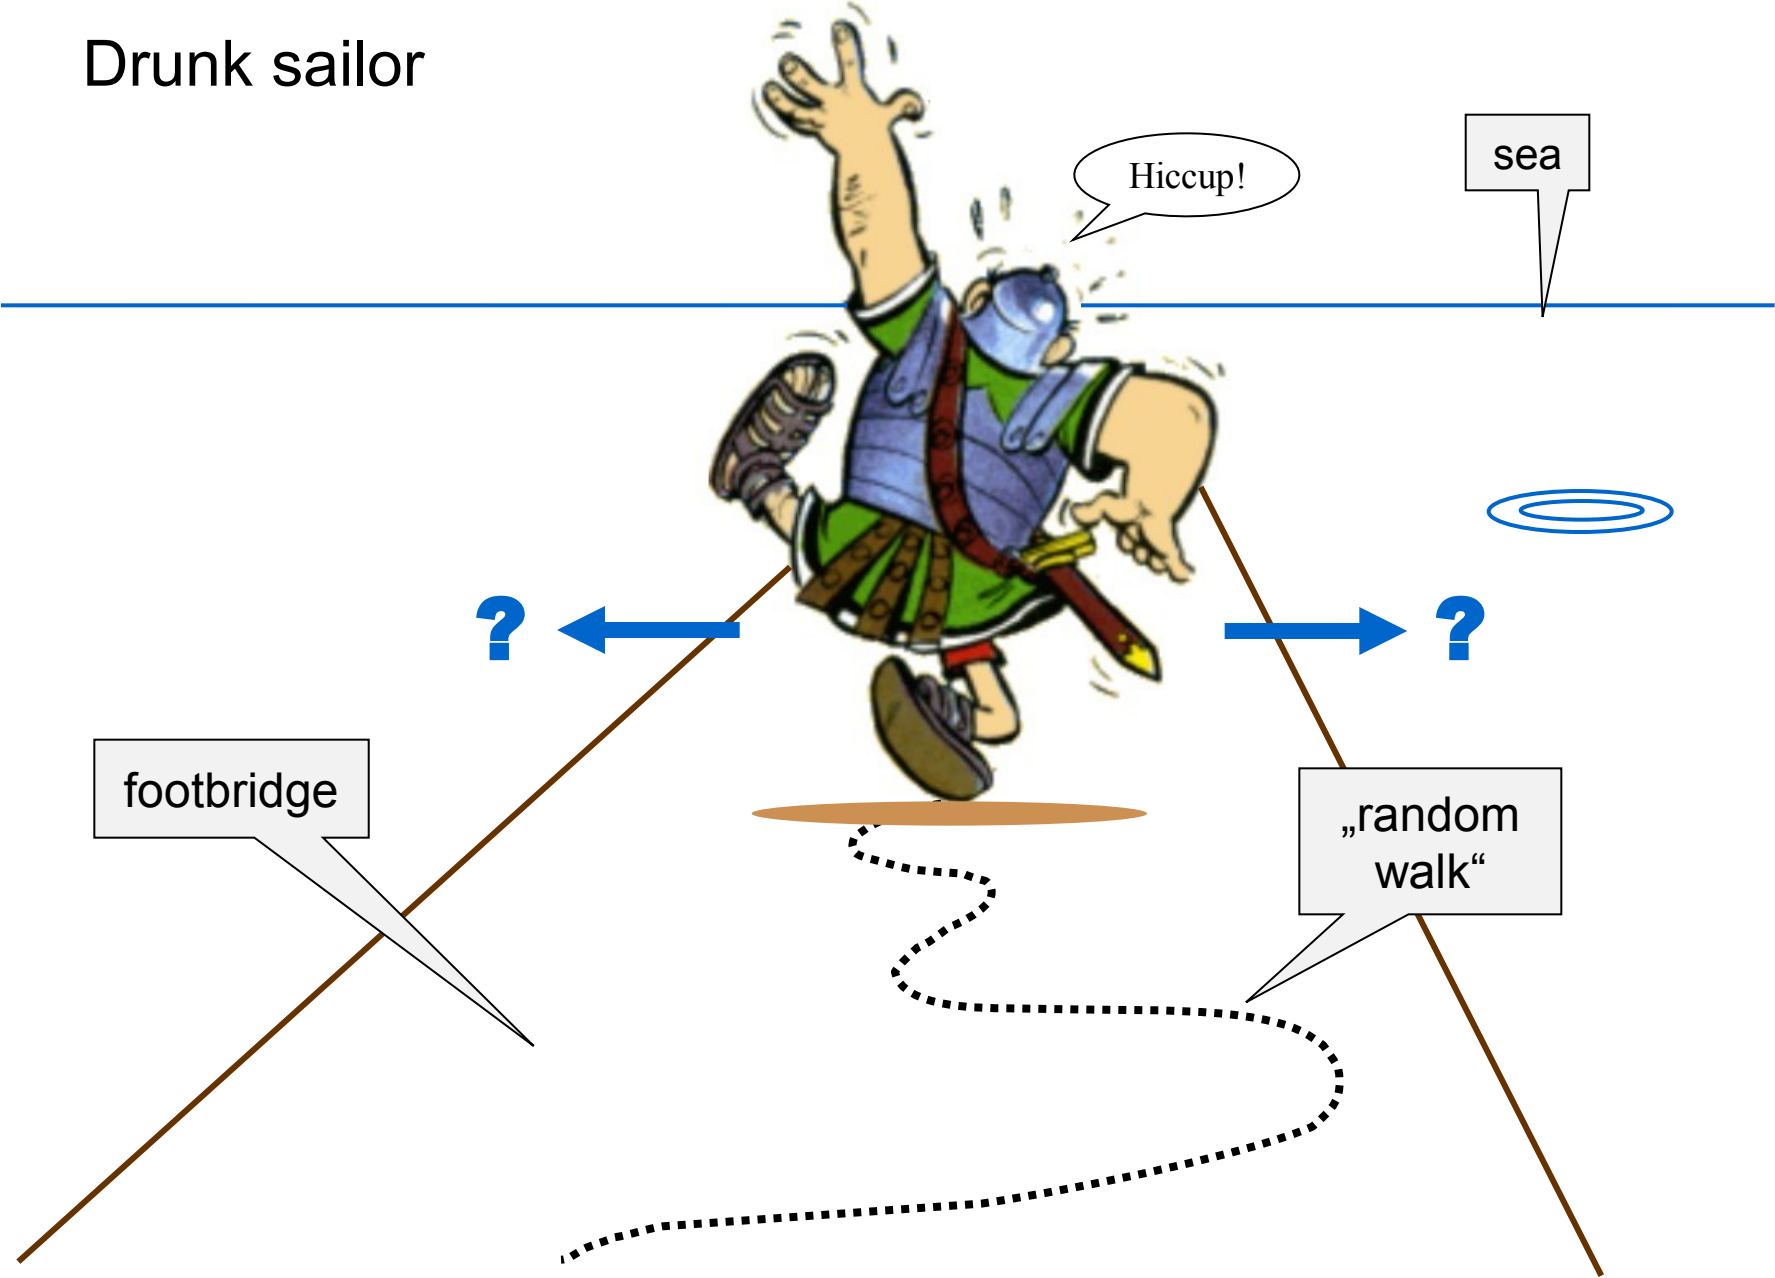 Drunk sailor
Hiccup!
sea
?
?
footbridge
„random
walk“